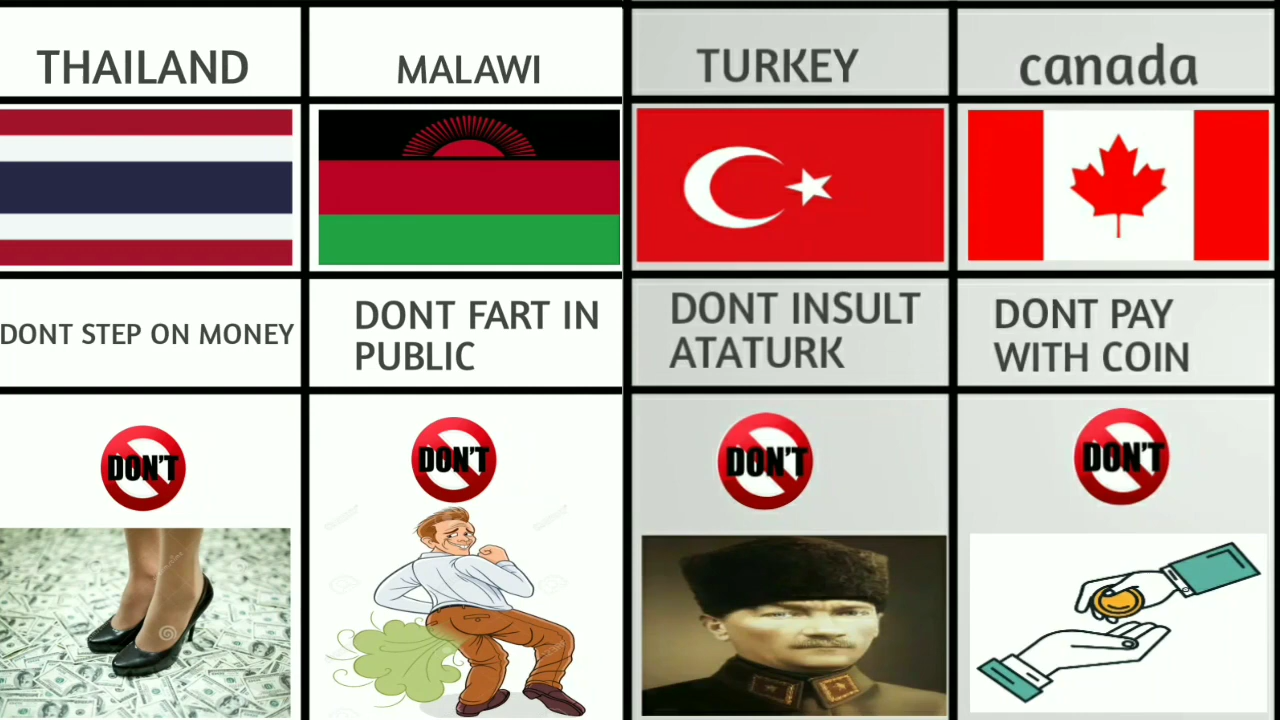 THAILAND
MALAWI
TURKEY
canada
DONT STEP ON MONEY
DONT FART IN
PUBLIC
DONT INSULT
ATATURK
DONT PAY
WITH COIN
DON'T
DON'T
DON'T
DON'T